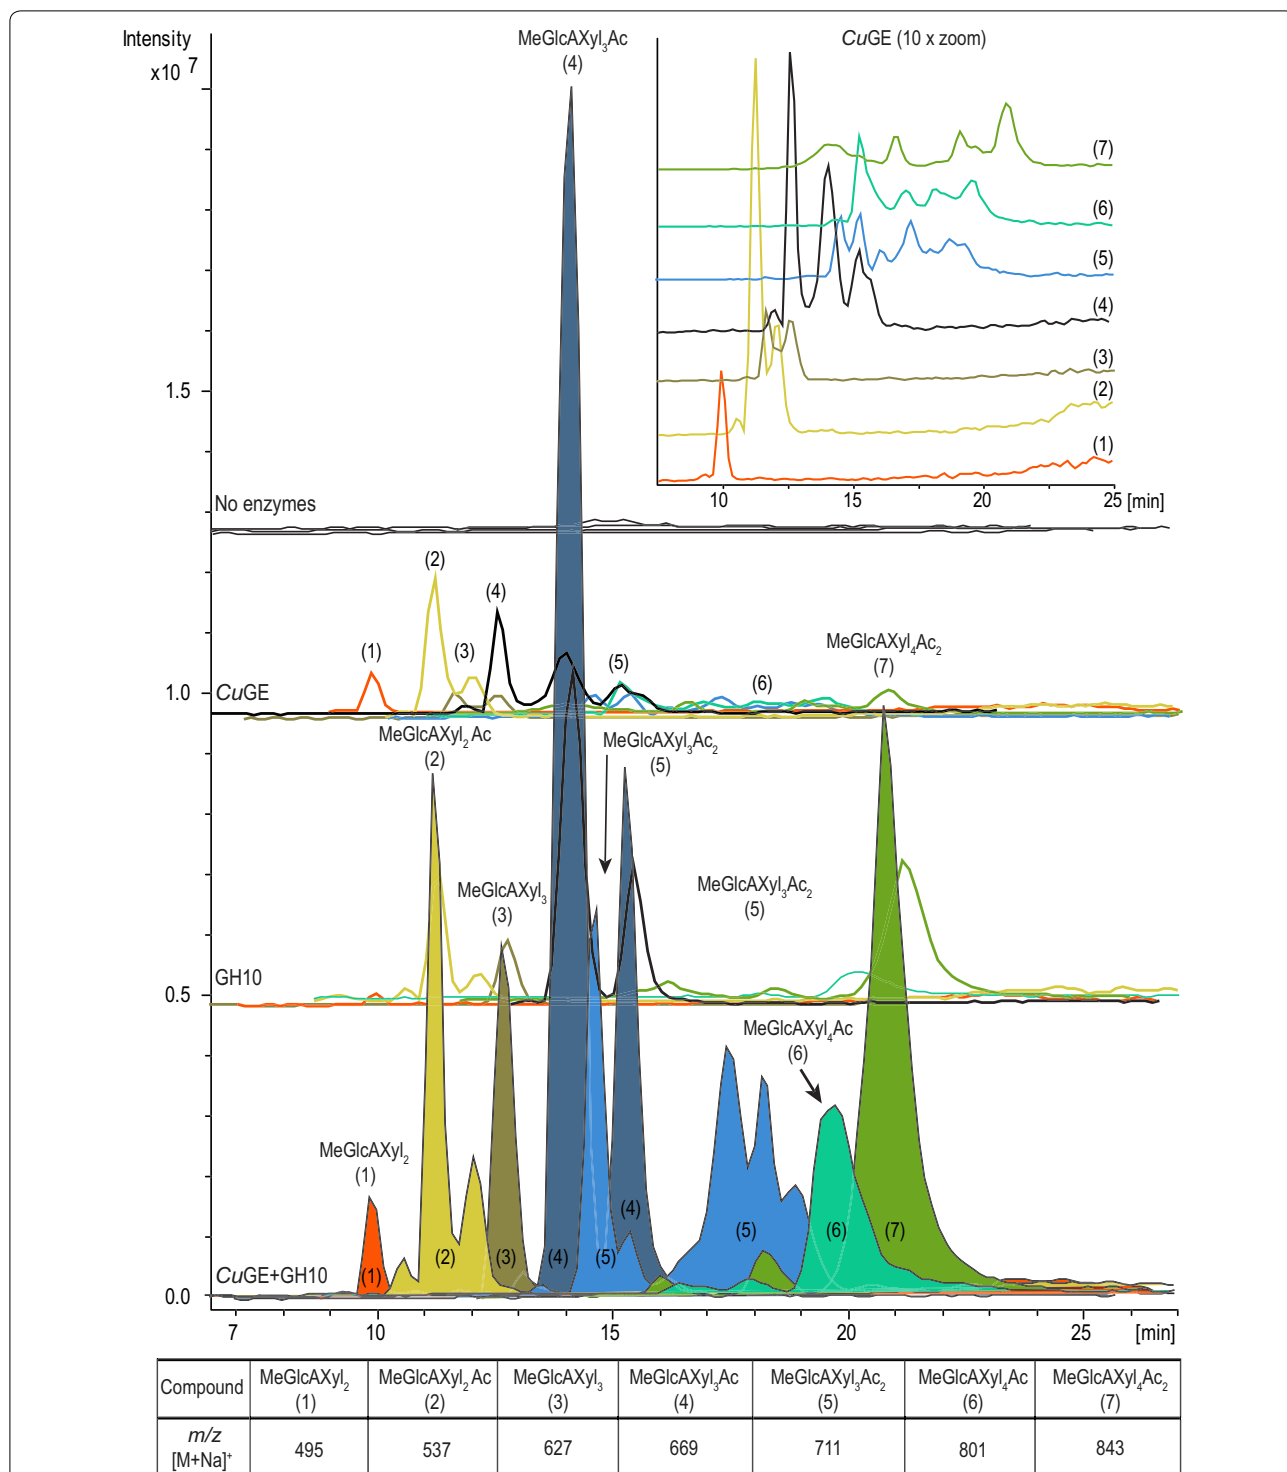 Intensity
x10 7
MeGlcAXyl3Ac
(4)
CuGE (10 x zoom)
(7)
(6)
(5)
(4)
(3)
(2)
(1)
10
15
20
25
[min]
1.5
No enzymes
(2)
(4)
(1)
(3)
(5)
(6)
MeGlcAXyl4Ac2
(7)
1.0
CuGE
MeGlcAXyl2 Ac
(2)
MeGlcAXyl3Ac2
(5)
MeGlcAXyl3
(3)
MeGlcAXyl3Ac2
(5)
GH10
0.5
MeGlcAXyl4Ac
(6)
MeGlcAXyl2
(1)
(4)
(2)
(3)
(4)
(5)
(5)
(6)
(7)
(1)
CuGE+GH10
0.0
7
10
15
20
25
[min]
Compound
MeGlcAXyl2
(1)
MeGlcAXyl2 Ac
(2)
MeGlcAXyl3
(3)
MeGlcAXyl3Ac
(4)
MeGlcAXyl3Ac2
(5)
MeGlcAXyl4Ac
(6)
MeGlcAXyl4Ac2
(7)
m/z
[M+Na]+
495
537
627
669
711
801
843